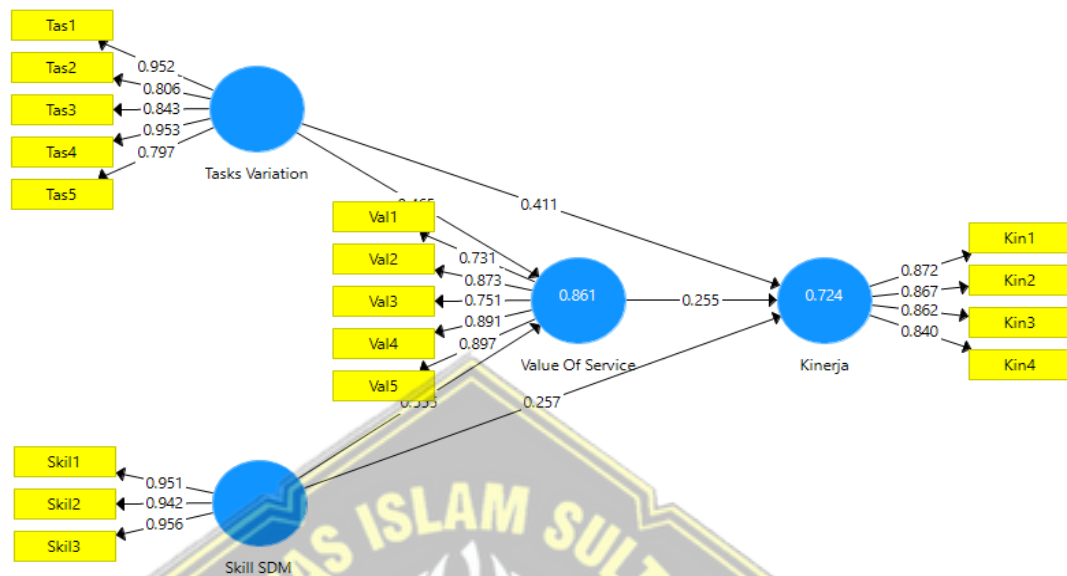 Tas1
Tas2
Tas3
Tas4
Tas5
0.952
0.806
0.843
0.953
0.797
Tasks Variation
0.411
Val1
Val2
Val3
Val4
Val5
0.731
0.873
0.751
0.891
0.897
0.861
Value Of Service
0.255
0.724
Kinerja
0.872
0.867
0.862
0.840
Kin1
Kin2
Kin3
Kin4
0.257
Skil1
Skil2
Skil3
0.951
0.942
0.956
Skill SDM
AS ISLAM SULT